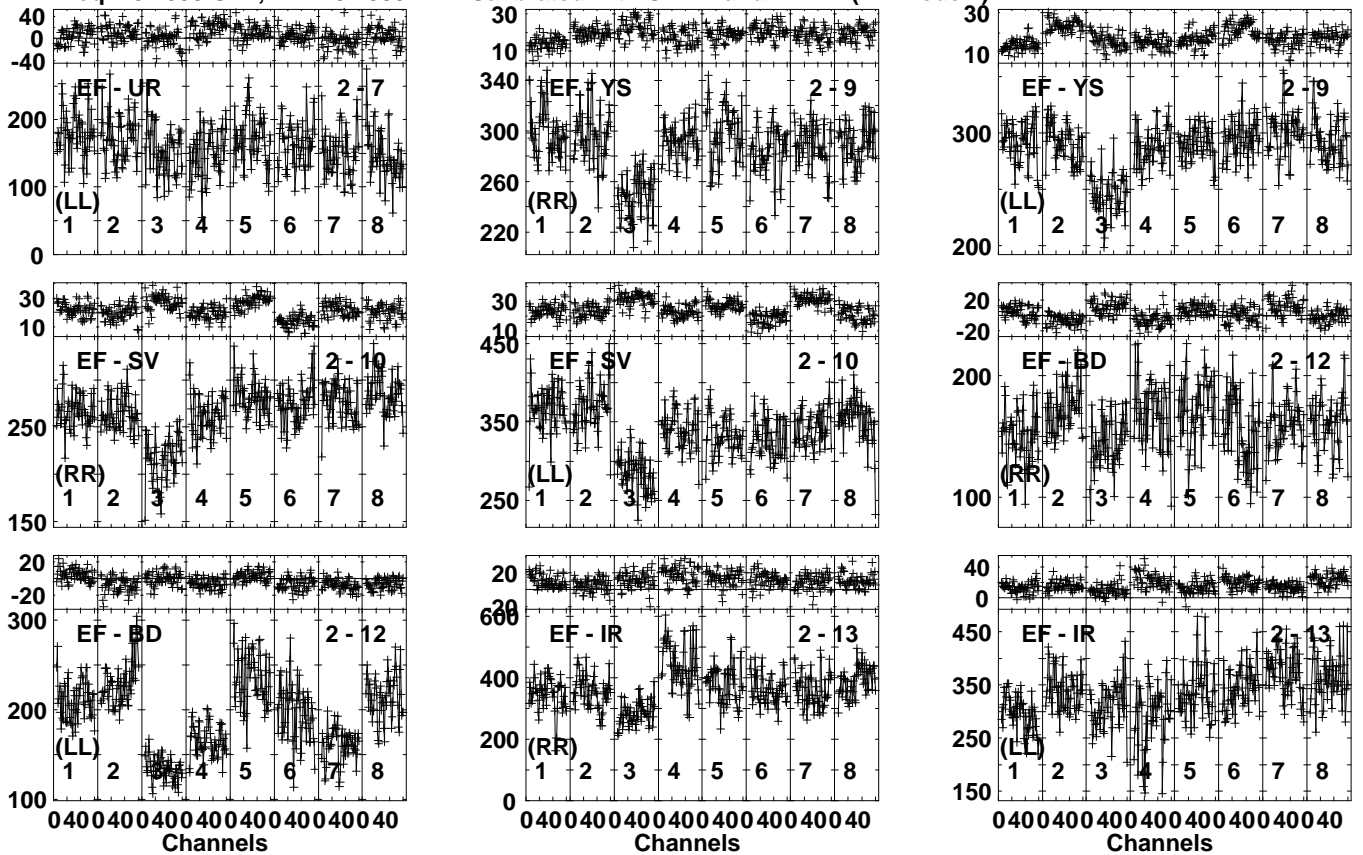 40 0 -40
EF - UR 2 - 7
200 100 0
(LL)
1 2 3 4 5 6 7 8
30 10
EF - YS 2 - 9
340 300 260 220
(RR)
1 2 3 4 5 6 7 8
30 10
EF - YS 2 - 9
300 200
(LL)
1 2 3 4 5 6 7 8
30 10
EF - SV 2 - 10
250 150
(RR)
1 2 3 4 5 6 7 8
30 10
EF - SV 2 - 10
450 350 250
(LL)
1 2 3 4 5 6 7 8
20 -20
EF - BD 2 - 12
200 100
(RR)
1 2 3 4 5 6 7 8
20 -20
EF - BD 2 - 12
300 200 100
(LL)
1 2 3 4 5 6 7 8
0 40 0 40 0 40 0 40 0 40 0 40 0 40 0 40
Channels
20 -20
EF - IR 2 - 13
600 400 200 0
(RR)
1 2 3 4 5 6 7 8
0 40 0 40 0 40 0 40 0 40 0 40 0 40 0 40
Channels
40 0
EF - IR 2 - 13
450 350 250 150
(LL)
1 2 3 4 5 6 7 8
0 40 0 40 0 40 0 40 0 40 0 40 0 40 0 40
Channels